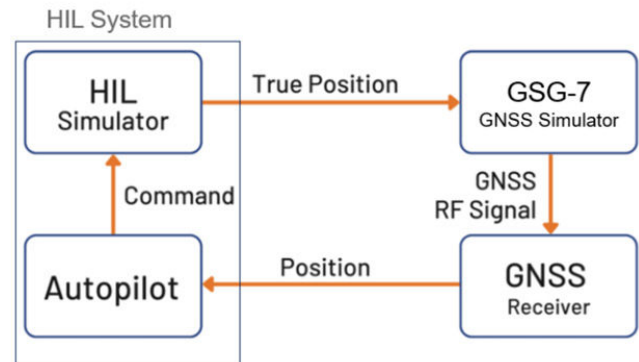 HIL System
HIL
Simulator
True Position
GSG-7
GNSS Simulator
Command
GNSS
RF Signal
Autopilot
Position
GNSS
Receiver